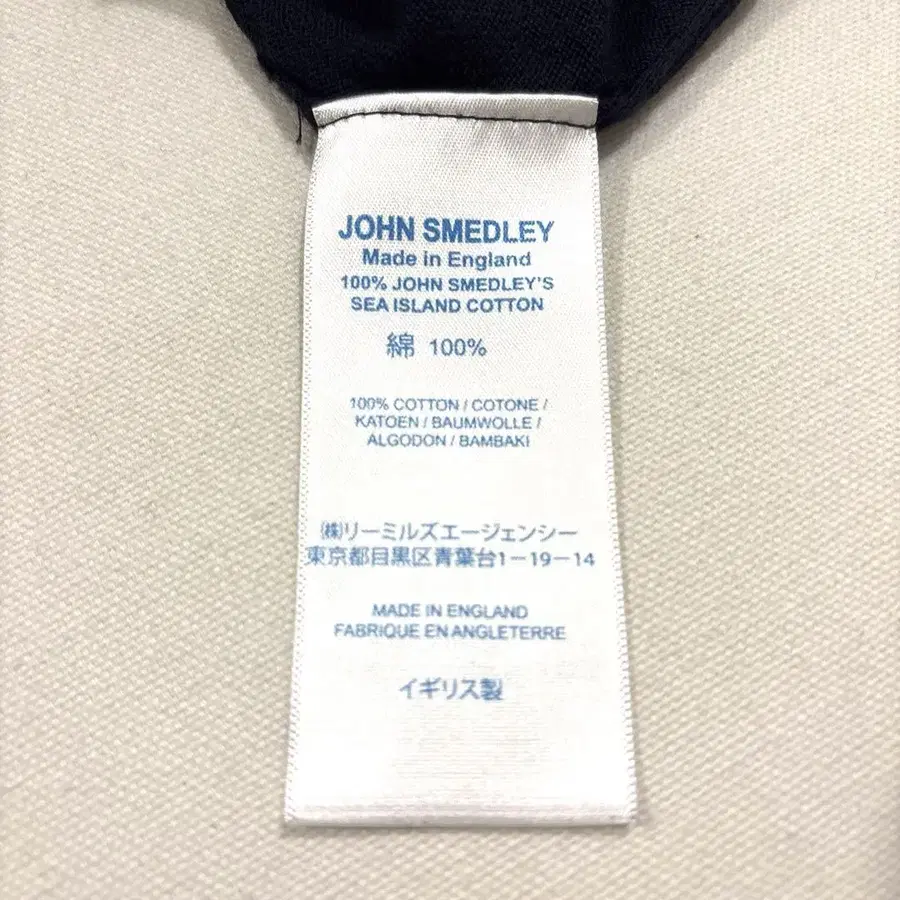 JOHN SMEDLEY
Made in England
100% JOHN SMEDLEY'S
SEA ISLAND COTTON
綿 100%
100% COTTON / COTONE /
KATOEN / BAUMWOLLE /
ALGODON / BAMBAKI
㈱リーミルズエージェンシー
東京都目黒区青葉台1-19-14
MADE IN ENGLAND
FABRIQUE EN ANGLETERRE
イギリス製